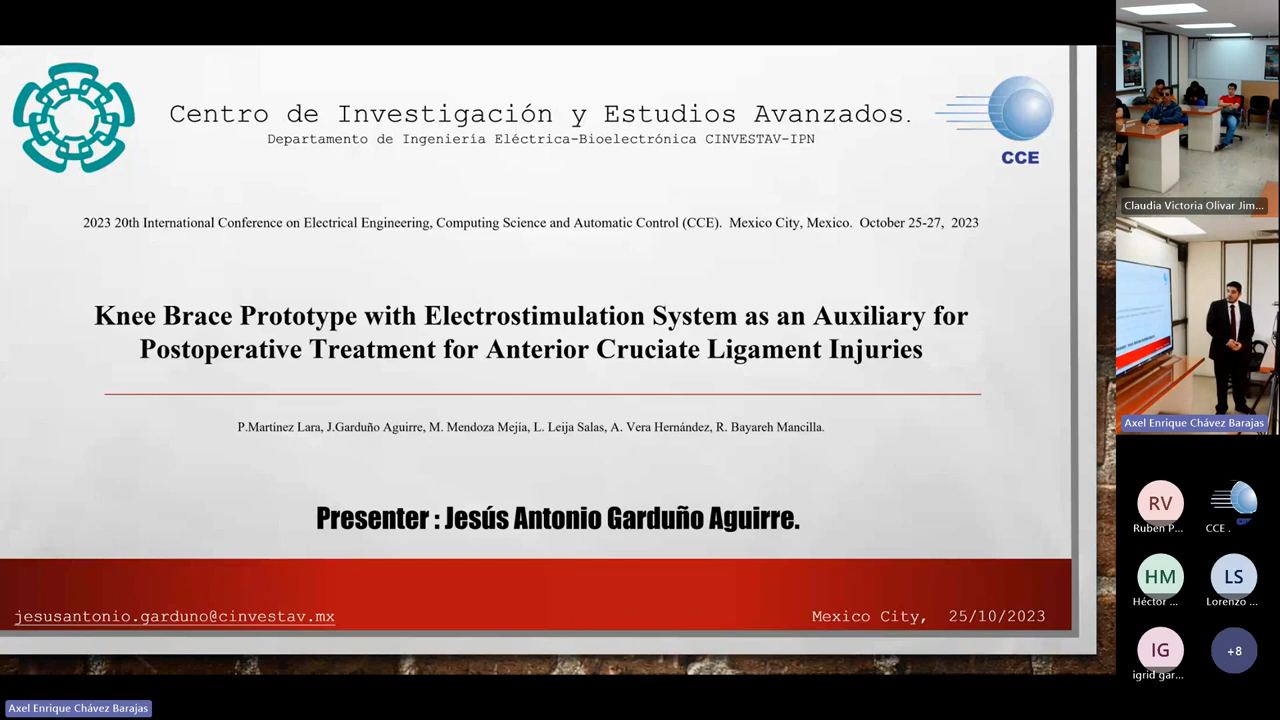 Centro de Investigación y Estudios Avanzados.
Departamento de Ingeniería Eléctrica-Bioelectrónica CINVESTAV-IPN
CCE
2023 20th International Conference on Electrical Engineering, Computing Science and Automatic Control (CCE). Mexico City, Mexico. October 25-27, 2023
Knee Brace Prototype with Electrostimulation System as an Auxiliary for
Postoperative Treatment for Anterior Cruciate Ligament Injuries
P.Martínez Lara, J.Garduño Aguirre, M. Mendoza Mejía, L. Leija Salas, A. Vera Hernández, R. Bayareh Mancilla.
Presenter : Jesús Antonio Garduño Aguirre.
jesusantonio.garduno@cinvestav.mx
Mexico City, 25/10/2023
Axel Enrique Chávez Barajas
Claudia Victoria Olivar Jim...
Axel Enrique Chávez Barajas
RV
Ruben P...
CCE .
HM
Héctor ...
LS
Lorenzo ...
IG
igrid gar...
+8